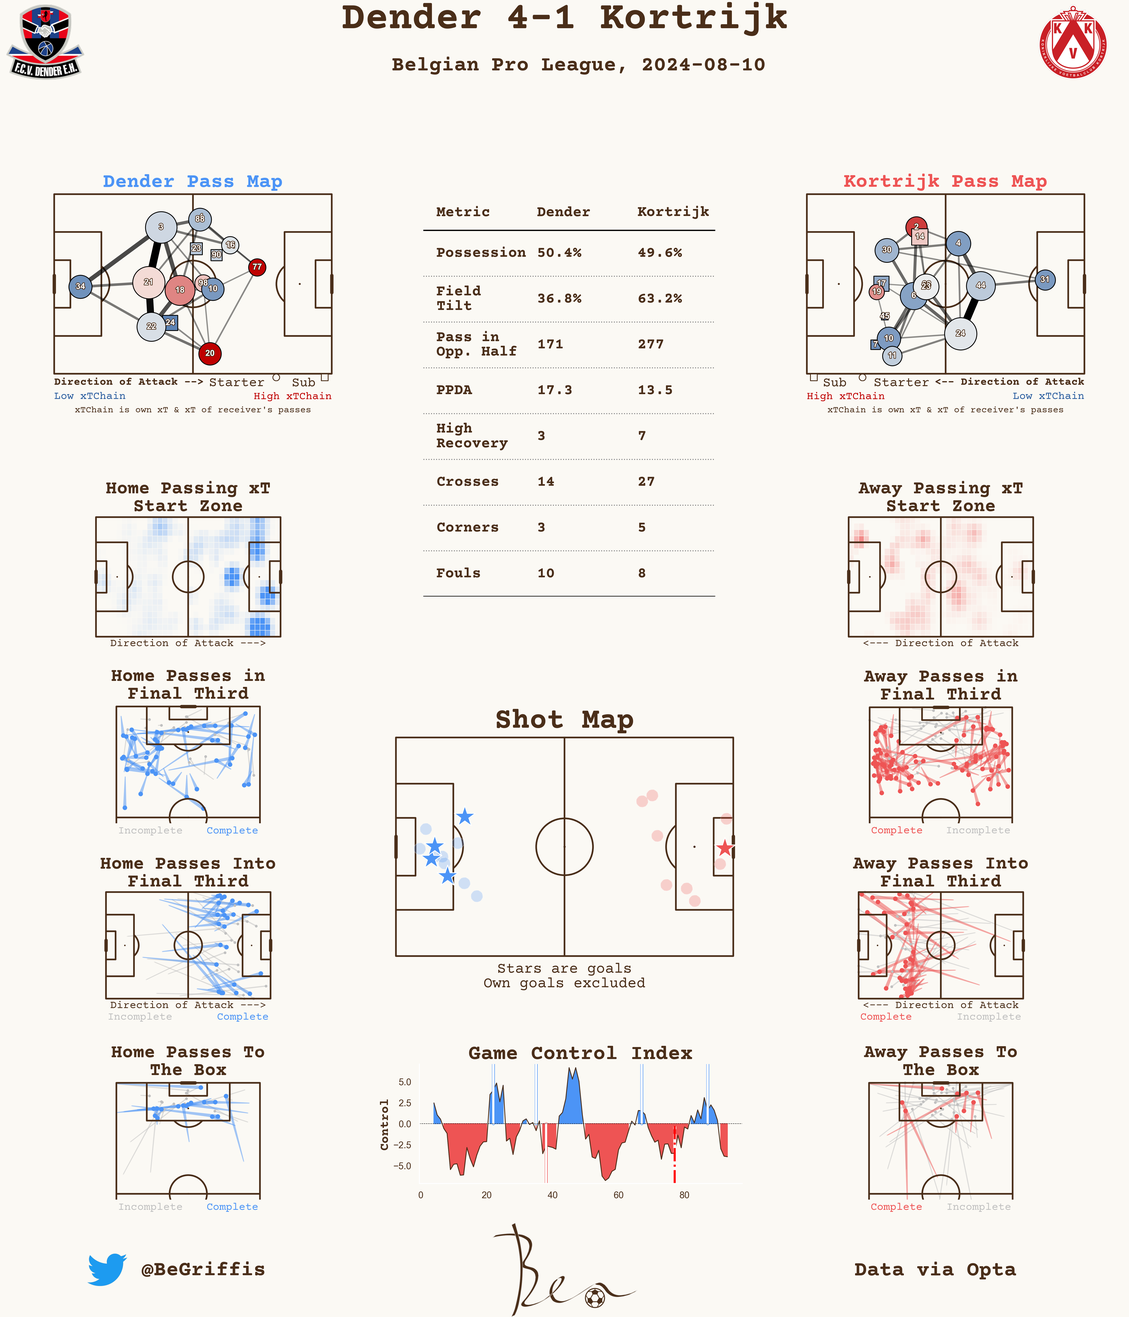 Dender 4-1 Kortrijk
Belgian Pro League, 2024-08-10
F.C.V. DENDER E.H.
K K
V
Dender Pass Map
3
88
16
23
90
77
34
21
18
98
10
22
24
20
Direction of Attack --> Starter Sub
Low xTChain High xTChain
xTChain is own xT & xT of receiver's passes
Metric Dender Kortrijk
Possession 50.4% 49.6%
Field
Tilt 36.8% 63.2%
Pass in
Opp. Half 171 277
PPDA 17.3 13.5
High
Recovery 3 7
Crosses 14 27
Corners 3 5
Fouls 10 8
Kortrijk Pass Map
2
14
30
4
17
19
6
23
44
31
45
10
7
11
24
Sub Starter <-- Direction of Attack
High xTChain Low xTChain
xTChain is own xT & xT of receiver's passes
Home Passing xT
Start Zone
Direction of Attack --->
Away Passing xT
Start Zone
<--- Direction of Attack
Home Passes in
Final Third
Incomplete Complete
Away Passes in
Final Third
Complete Incomplete
Shot Map
Stars are goals
Own goals excluded
Home Passes Into
Final Third
Direction of Attack --->
Incomplete Complete
Away Passes Into
Final Third
<--- Direction of Attack
Complete Incomplete
Home Passes To
The Box
Incomplete Complete
Game Control Index
Control
5.0
2.5
0.0
−2.5
−5.0
0 20 40 60 80
Away Passes To
The Box
Complete Incomplete
@BeGriffis
Ben
Data via Opta